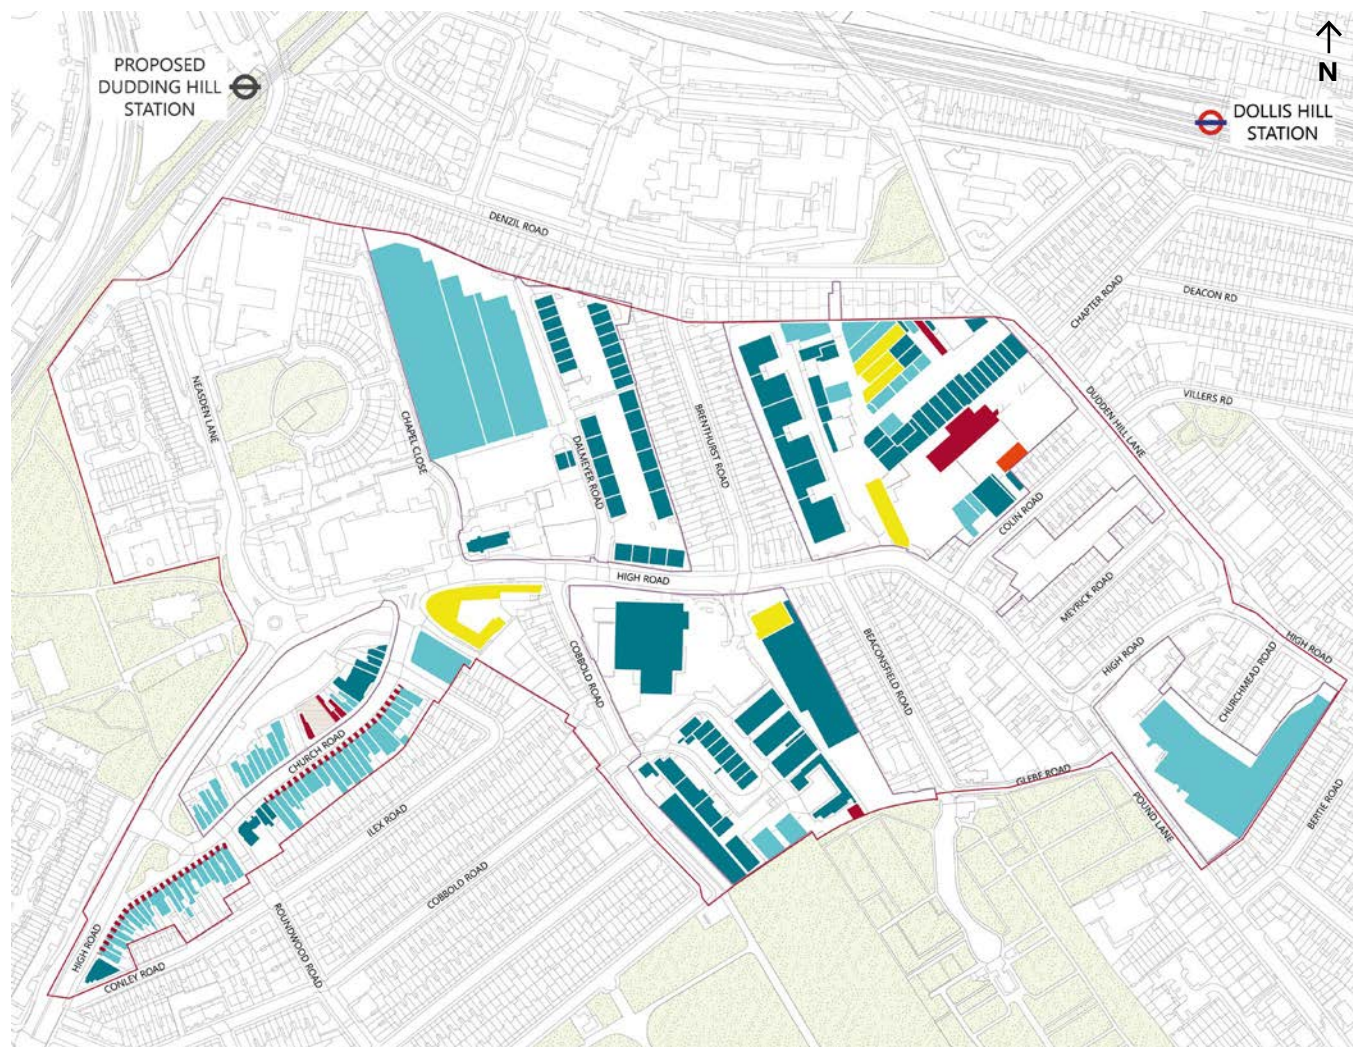 PROPOSED
DUDDING HILL
STATION
N
DOLLIS HILL
STATION
DENZIL ROAD
CHAPTER ROAD
DEACON RD
VILLERS RD
NEASDEN LANE
CHAPEL CLOSE
DALMEYER ROAD
BRENTHURST ROAD
DUDDEN HILL LANE
COLIN ROAD
HIGH ROAD
MEYRICK ROAD
COBBOLD ROAD
BEACONSFIELD ROAD
HIGH ROAD
CHURCHMEAD ROAD
HIGH ROAD
CHURCH ROAD
GLEBE ROAD
POUND LANE
BERTIE ROAD
ILEX ROAD
COBBOLD ROAD
ROUNDWOOD ROAD
HIGH ROAD
CONLEY ROAD